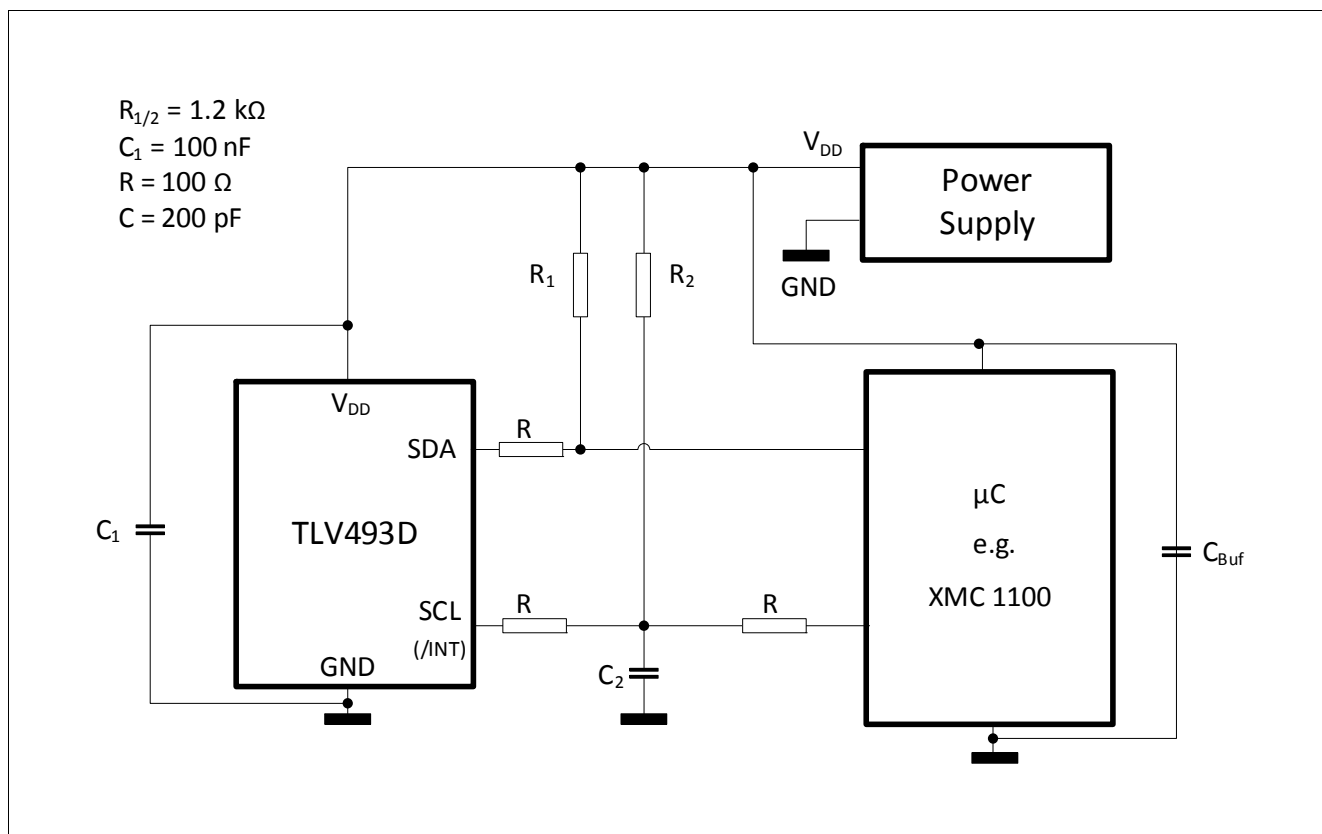 R1/2 = 1.2 kΩ
C1 = 100 nF
R = 100 Ω
C = 200 pF
VDD
Power
Supply
GND
R1
R2
VDD
SDA
R
TLV493D
C1
SCL
(/INT)
R
R
GND
C2
µC
e.g.
XMC 1100
CBuf